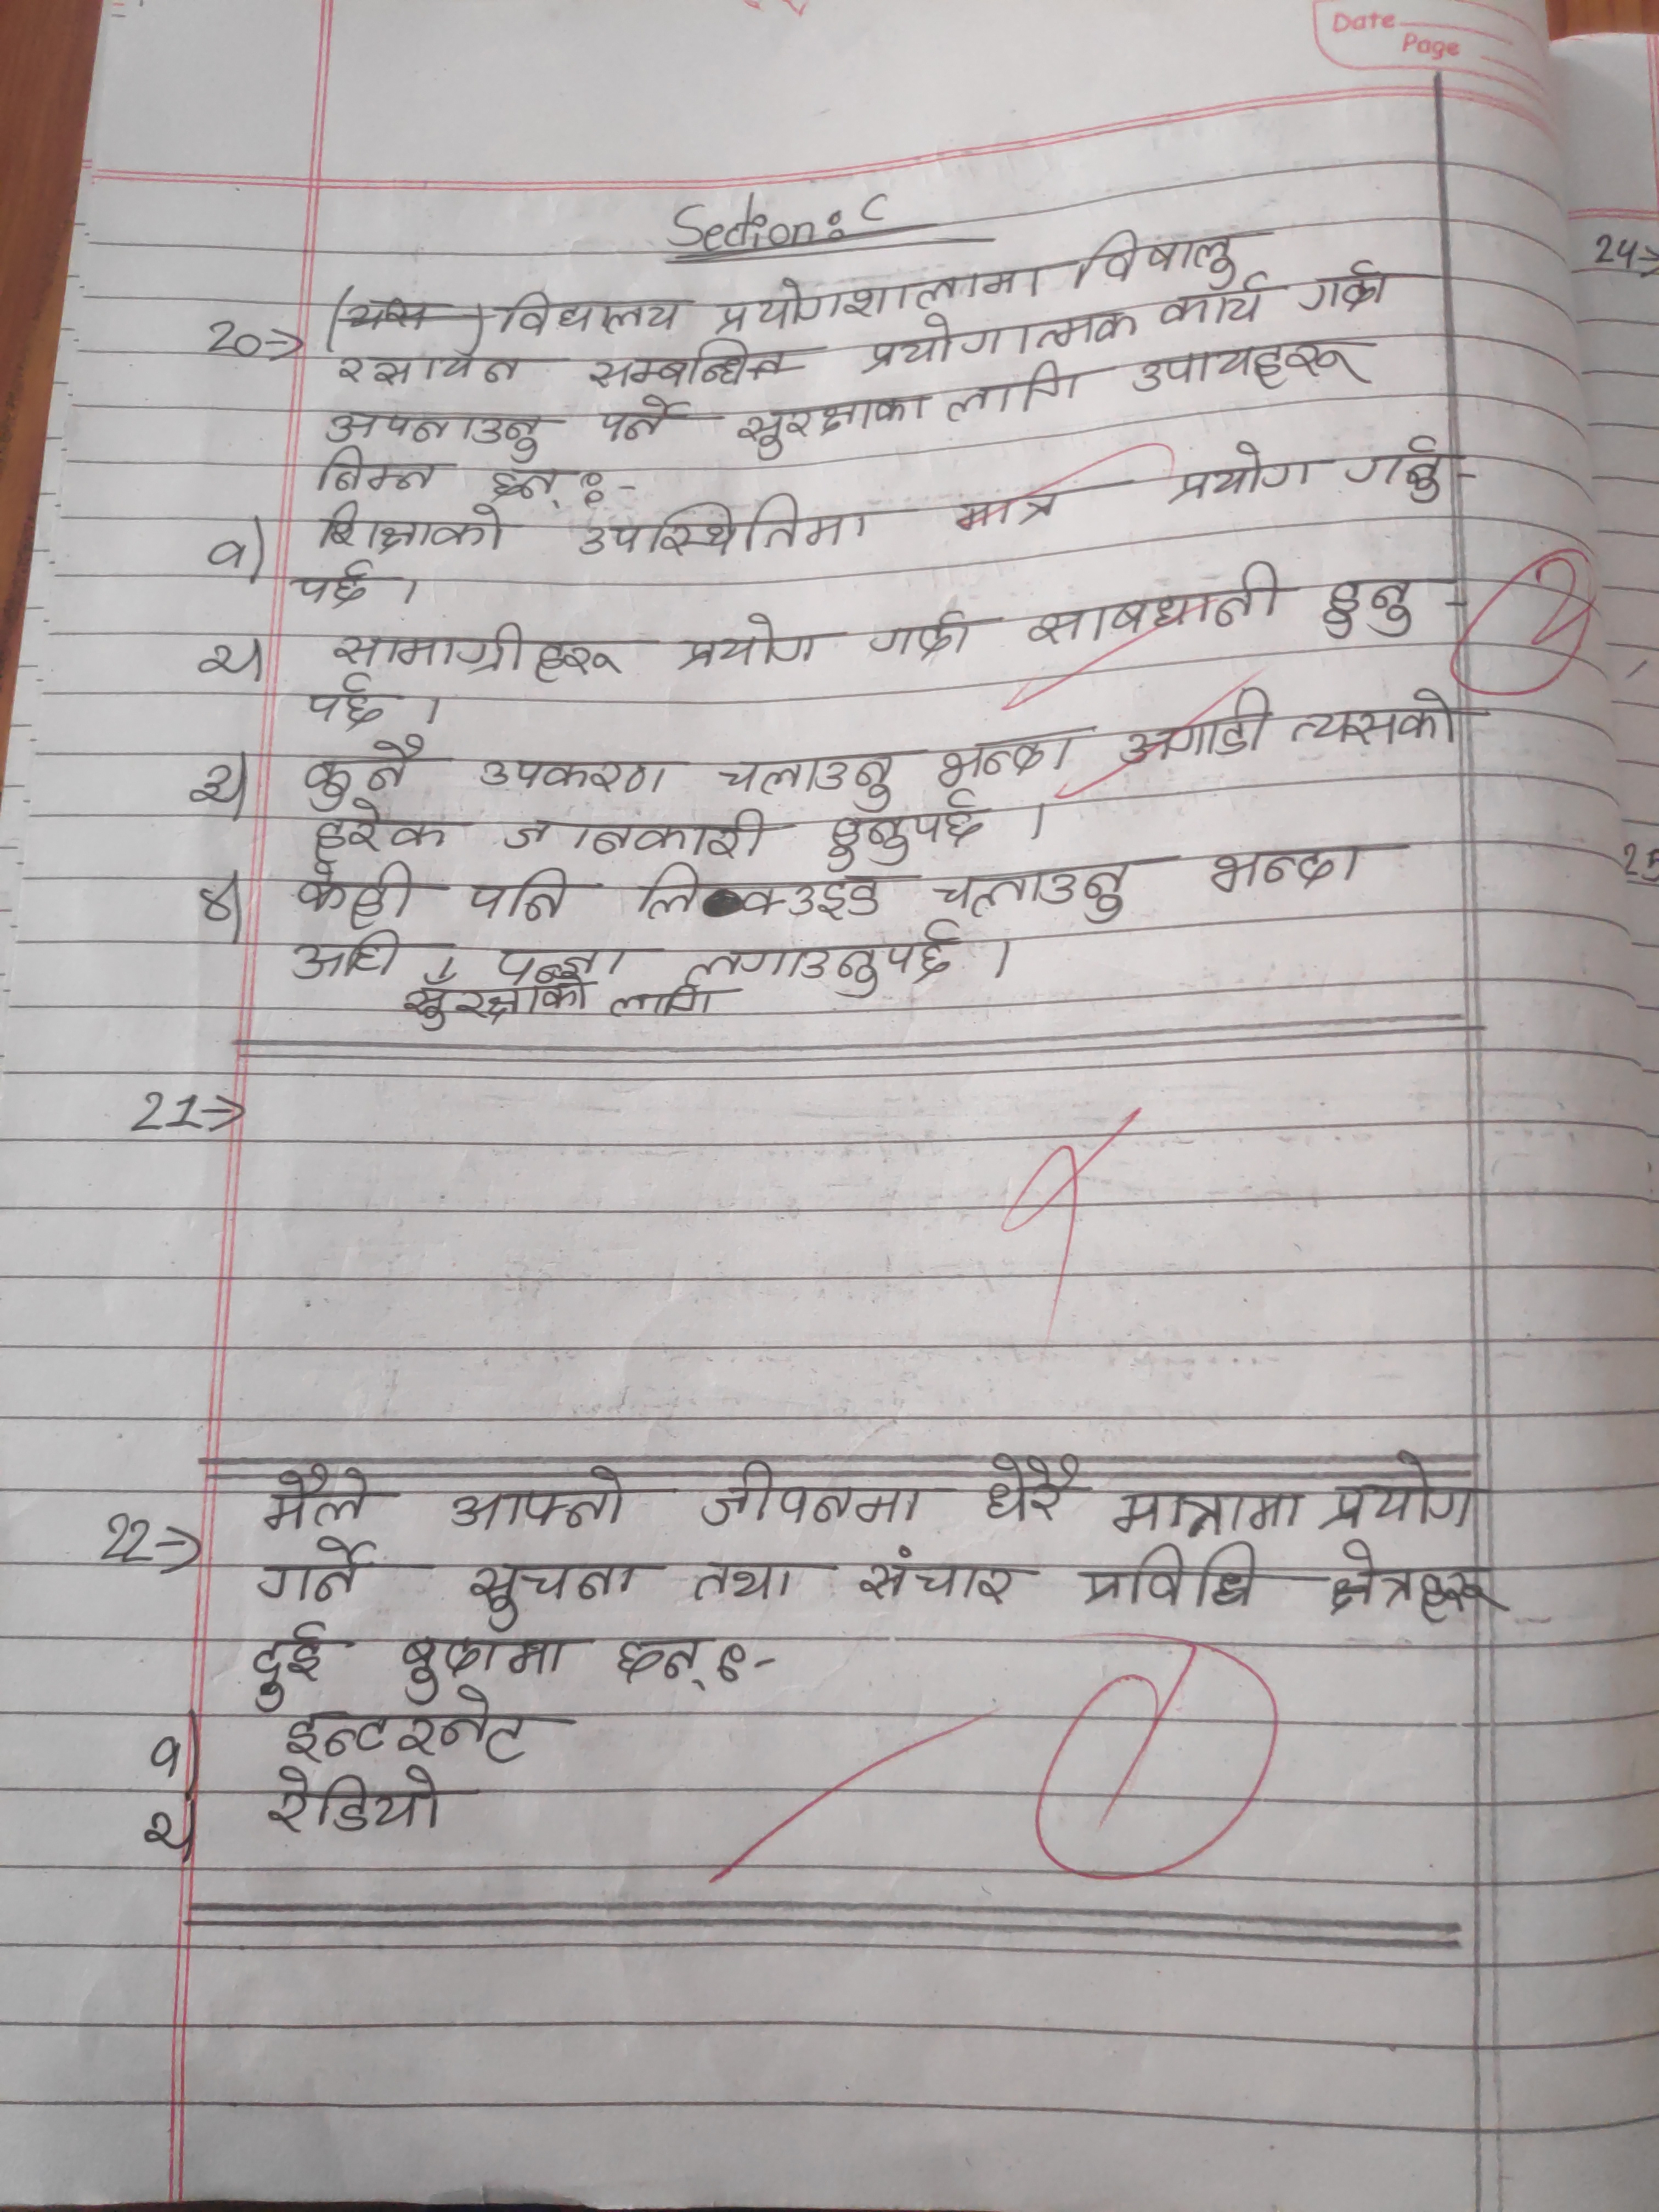 Date
Page
Section: C
20⇒ (यस) विधालय प्रयोगशालामा विषालु
रसायन सम्बन्धित प्रयोगात्मक कार्य गर्दा
अपनाउनु पर्ने सुरक्षाका लागि उपायहरू
निम्न छन् :-
१) शिक्षाको उपस्थितिमा मात्र प्रयोग गर्नु-
पर्छ ।
२) सामाग्रीहरू प्रयोग गर्दा साबधानी हुनु-
पर्छ ।
३) कुनै उपकरण चलाउनु भन्दा अगाडी त्यसको
हरेक जानकारी हुनुपर्छ ।
४) केही पनि लिक्उइड चलाउनु भन्दा
अघि पन्जा लगाउनुपर्छ ।
सुरक्षाको लागि
21⇒
22⇒ मैले आफ्नो जीवनमा धेरै मात्रामा प्रयोग
गर्ने सुचना तथा संचार प्रविधि क्षेत्रहरू
दुई बुदामा छन् :-
१) इन्टरनेट
२) रेडियो
24⇒
25